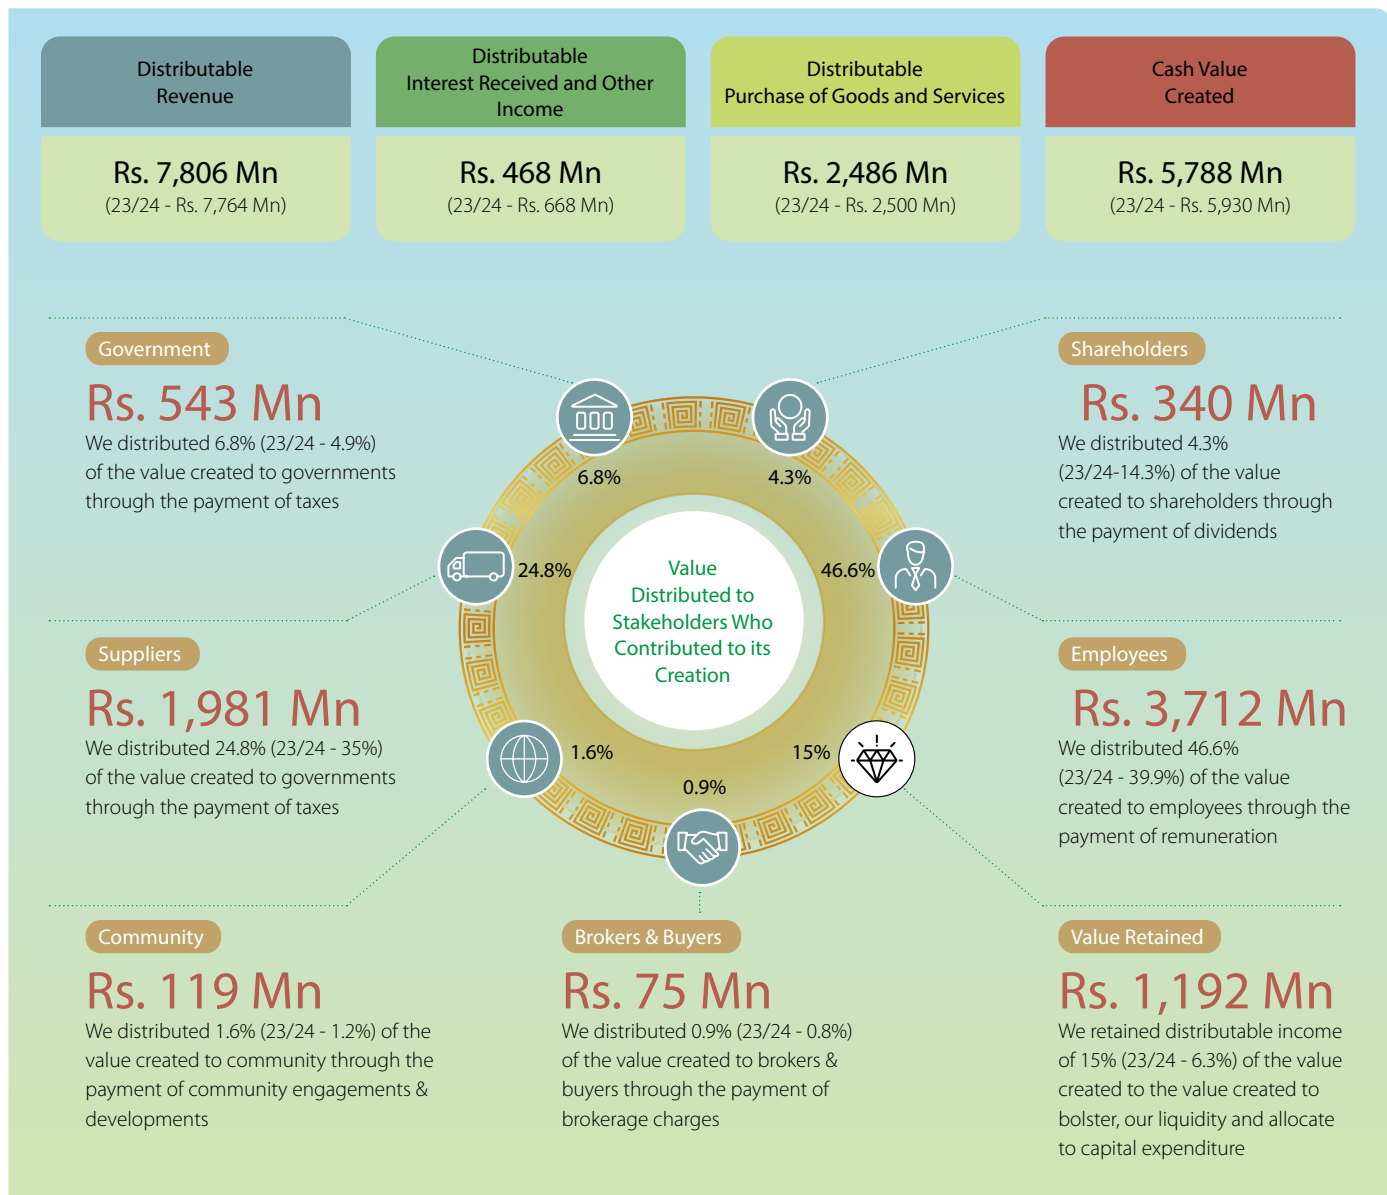 Distributable
Revenue
Rs. 7,806 Mn
(23/24 - Rs. 7,764 Mn)
Distributable
Interest Received and Other
Income
Rs. 468 Mn
(23/24 - Rs. 668 Mn)
Distributable
Purchase of Goods and Services
Rs. 2,486 Mn
(23/24 - Rs. 2,500 Mn)
Cash Value
Created
Rs. 5,788 Mn
(23/24 - Rs. 5,930 Mn)
Government
Rs. 543 Mn
We distributed 6.8% (23/24 - 4.9%)
of the value created to governments
through the payment of taxes
Shareholders
Rs. 340 Mn
We distributed 4.3%
(23/24-14.3%) of the value
created to shareholders through
the payment of dividends
6.8%
4.3%
24.8%
46.6%
1.6%
15%
0.9%
Value
Distributed to
Stakeholders Who
Contributed to its
Creation
Suppliers
Rs. 1,981 Mn
We distributed 24.8% (23/24 - 35%)
of the value created to governments
through the payment of taxes
Employees
Rs. 3,712 Mn
We distributed 46.6%
(23/24 - 39.9%) of the value
created to employees through the
payment of remuneration
Community
Rs. 119 Mn
We distributed 1.6% (23/24 - 1.2%) of the
value created to community through the
payment of community engagements &
developments
Brokers & Buyers
Rs. 75 Mn
We distributed 0.9% (23/24 - 0.8%)
of the value created to brokers &
buyers through the payment of
brokerage charges
Value Retained
Rs. 1,192 Mn
We retained distributable income
of 15% (23/24 - 6.3%) of the value
created to the value created to
bolster, our liquidity and allocate
to capital expenditure